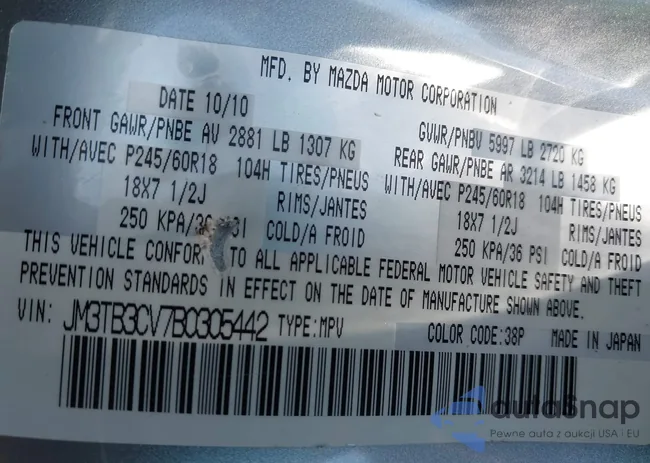 MFD. BY MAZDA MOTOR CORPORATION
DATE 10/10
GVWR/PNBV 5997 LB 2720 KG
FRONT GAWR/PNBE AV 2881 LB 1307 KG
REAR GAWR/PNBE AR 3214 LB 1458 KG
WITH/AVEC P245/60R18 104H TIRES/PNEUS
WITH/AVEC P245/60R18 104H TIRES/PNEUS
18X7 1/2J RIMS/JANTES
18X7 1/2J RIMS/JANTES
250 KPA/36 PSI COLD/A FROID
250 KPA/36 PSI COLD/A FROID
THIS VEHICLE CONFOR TO ALL APPLICABLE FEDERAL MOTOR VEHICLE SAFETY AND THEFT
PREVENTION STANDARDS IN EFFECT ON THE DATE OF MANUFACTURE SHOWN ABOVE.
VIN: JM3TB3CV7B0305442 TYPE:MPV COLOR CODE:38P MADE IN JAPAN
autaSnap
Pewne auta z aukcji USA i EU